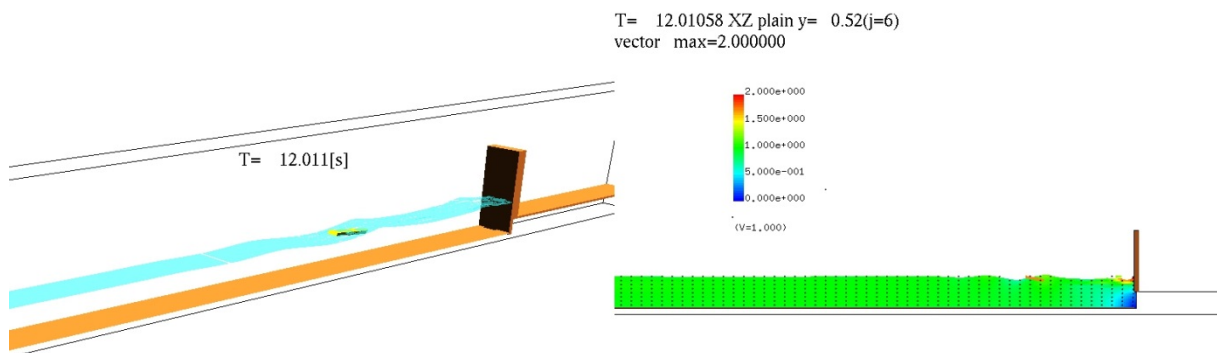 T= 12.011[s]
T= 12.01058 XZ plain y= 0.52(j=6)
vector max=2.000000
2.000e+000
1.500e+000
1.000e+000
5.000e-001
0.000e+000
(V=1.000)